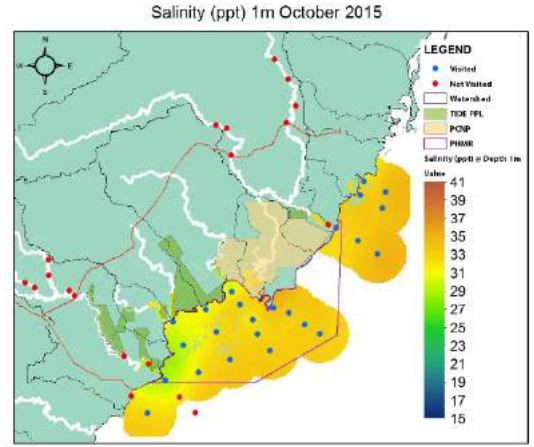 Salinity (ppt) 1m October 2015
N
W
E
S
LEGEND
Visited
Not Visited
Watershed
TIDE PPL
PCNP
PHMR
Salinity (ppt) @ Depth 1m
Value
41
39
37
35
33
31
29
27
25
23
21
19
17
15